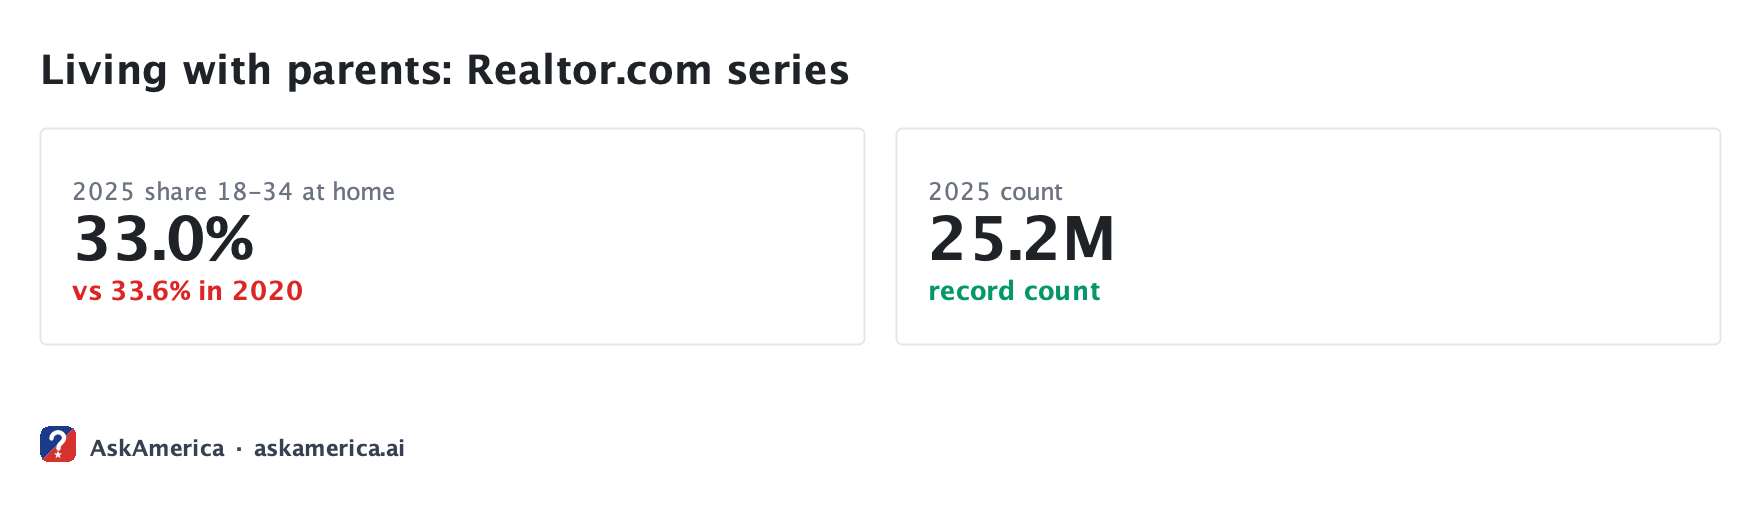 Living with parents: Realtor.com series
2025 share 18–34 at home
33.0%
vs 33.6% in 2020
2025 count
25.2M
record count
? AskAmerica · askamerica.ai